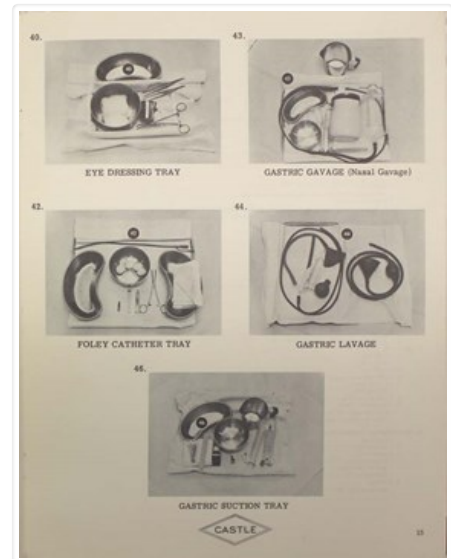 40.
EYE DRESSING TRAY
43.
GASTRIC GAVAGE (Nasal Gavage)
42.
FOLEY CATHETER TRAY
44.
GASTRIC LAVAGE
46.
GASTRIC SUCTION TRAY
CASTLE